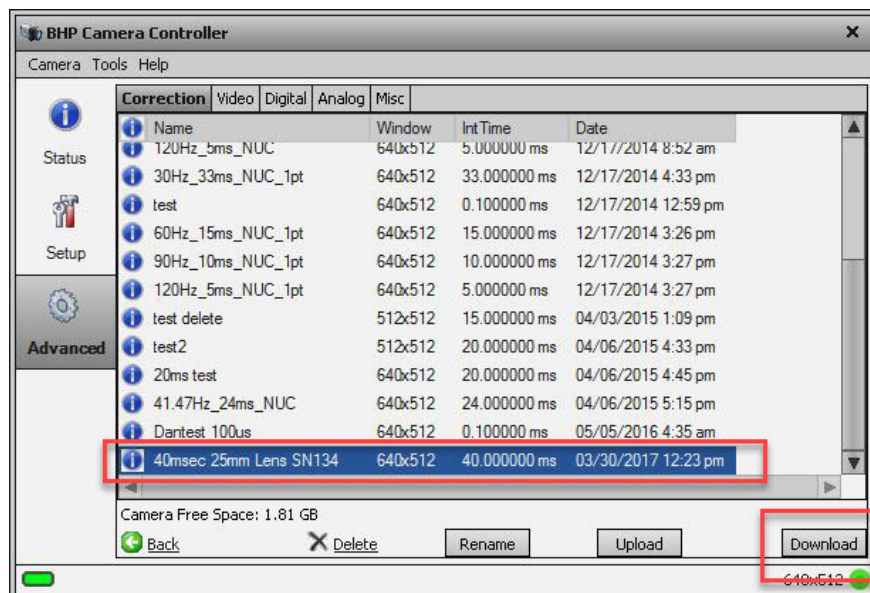 BHP Camera Controller
Camera Tools Help
Correction Video Digital Analog Misc
Status
Setup
Advanced
Name Window IntTime Date
120Hz_5ms_NUC 640x512 5.000000 ms 12/17/2014 8:52 am
30Hz_33ms_NUC_1pt 640x512 33.000000 ms 12/17/2014 4:33 pm
test 640x512 0.100000 ms 12/17/2014 12:59 pm
60Hz_15ms_NUC_1pt 640x512 15.000000 ms 12/17/2014 3:26 pm
90Hz_10ms_NUC_1pt 640x512 10.000000 ms 12/17/2014 3:27 pm
120Hz_5ms_NUC_1pt 640x512 5.000000 ms 12/17/2014 3:27 pm
test delete 512x512 15.000000 ms 04/03/2015 1:09 pm
test2 512x512 20.000000 ms 04/06/2015 4:33 pm
20ms test 640x512 20.000000 ms 04/06/2015 4:45 pm
41.47Hz_24ms_NUC 640x512 24.000000 ms 04/06/2015 5:15 pm
Dantest 100us 640x512 0.100000 ms 05/05/2016 4:35 am
40msec 25mm Lens SN134 640x512 40.000000 ms 03/30/2017 12:23 pm
Camera Free Space: 1.81 GB
Back Delete Rename Upload Download
640x512